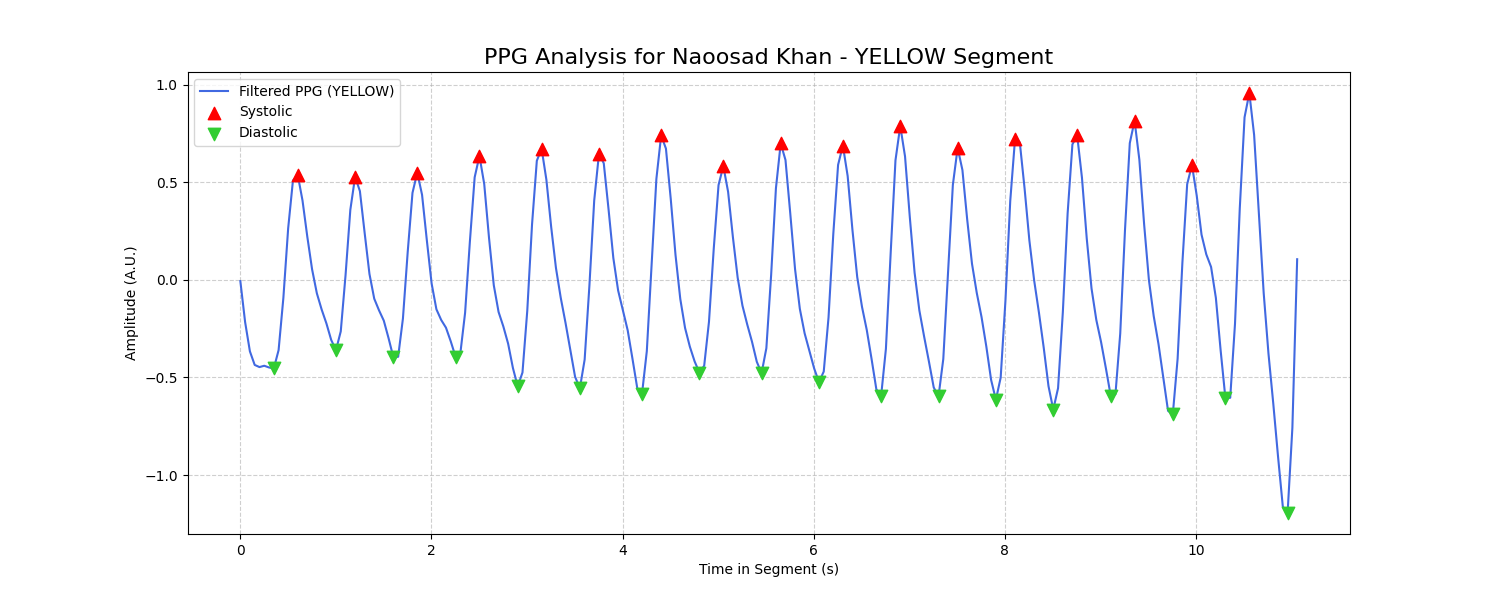 PPG Analysis for Naoosad Khan - YELLOW Segment
Filtered PPG (YELLOW)
Systolic
Diastolic
Amplitude (A.U.)
1.0
0.5
0.0
−0.5
−1.0
0 2 4 6 8 10
Time in Segment (s)